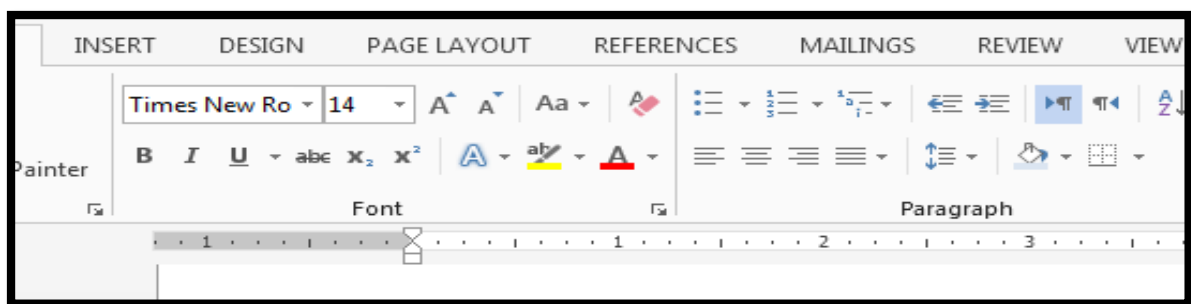 INSERT DESIGN PAGE LAYOUT REFERENCES MAILINGS REVIEW VIEW
Times New Ro 14 A A Aa
B I U abc X₂ X² A ab A
Painter
Font Paragraph
1 1 2 3